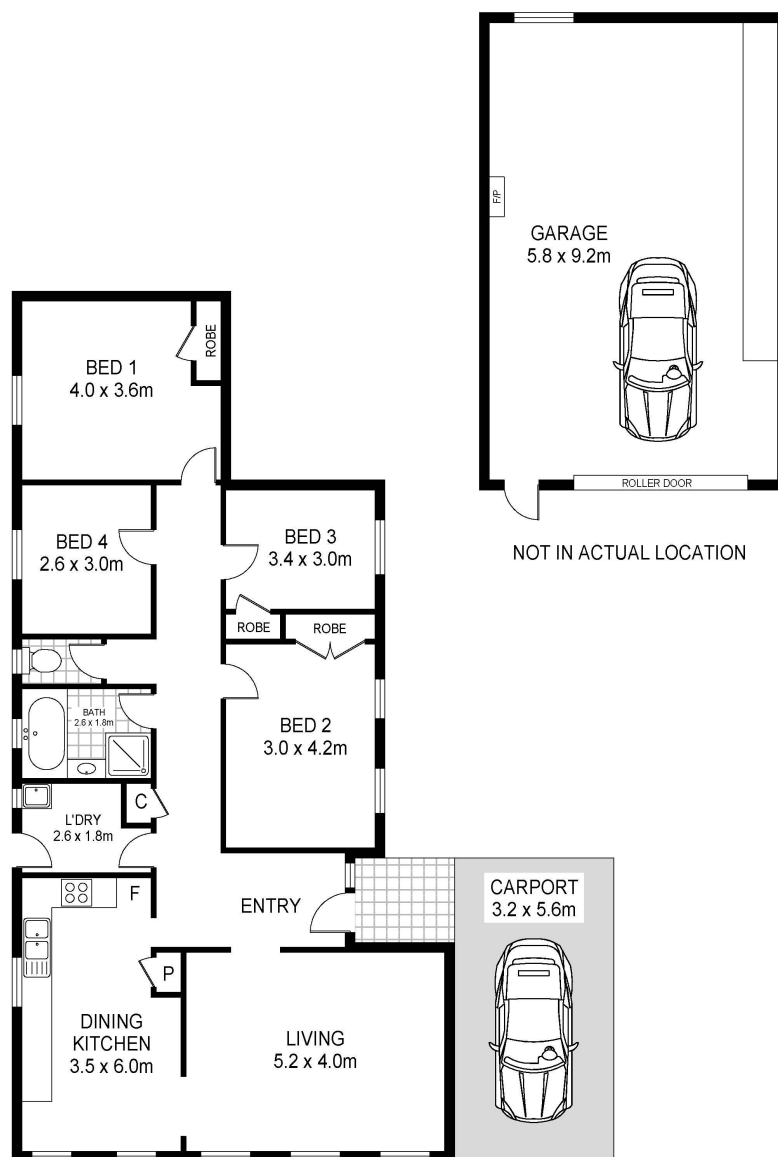 F/P
GARAGE
5.8 x 9.2m
ROLLER DOOR
NOT IN ACTUAL LOCATION
BED 1
4.0 x 3.6m
ROBE
BED 4
2.6 x 3.0m
BED 3
3.4 x 3.0m
ROBE
ROBE
BATH
2.6 x 1.8m
BED 2
3.0 x 4.2m
C
L'DRY
2.6 x 1.8m
F
ENTRY
CARPORT
3.2 x 5.6m
P
DINING
KITCHEN
3.5 x 6.0m
LIVING
5.2 x 4.0m